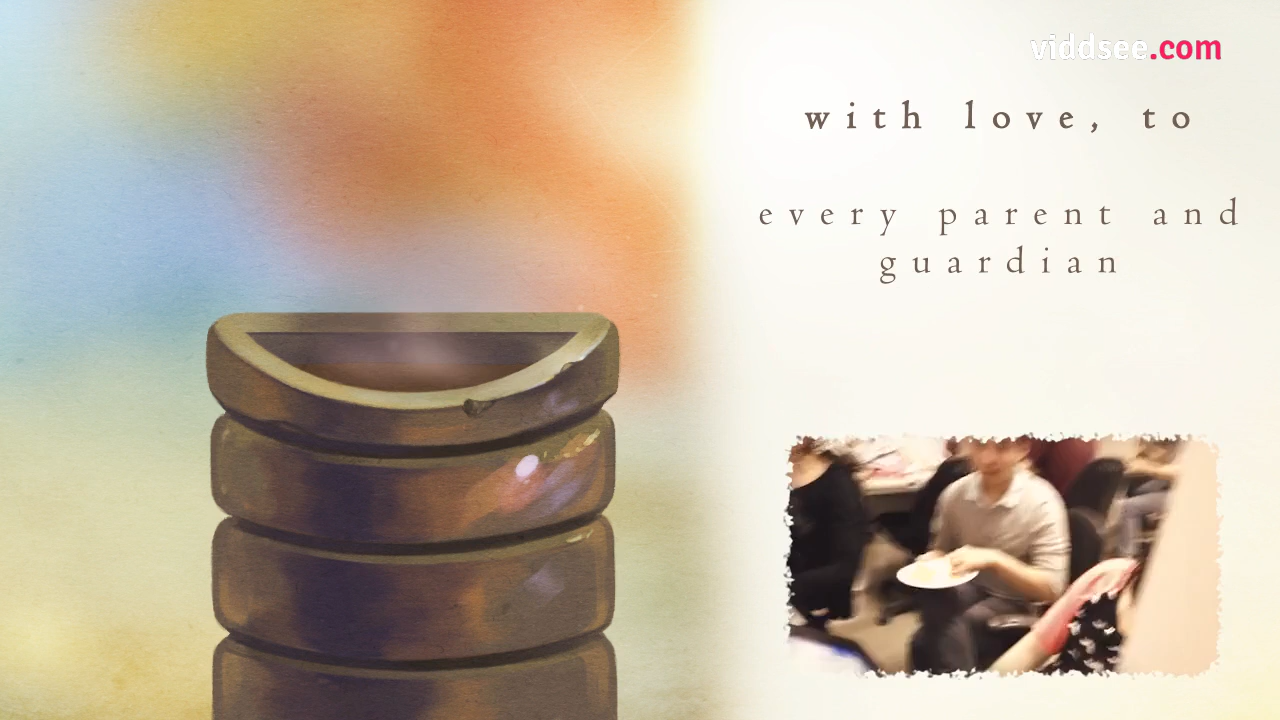 viddsee.com
with love, to
every parent and
guardian